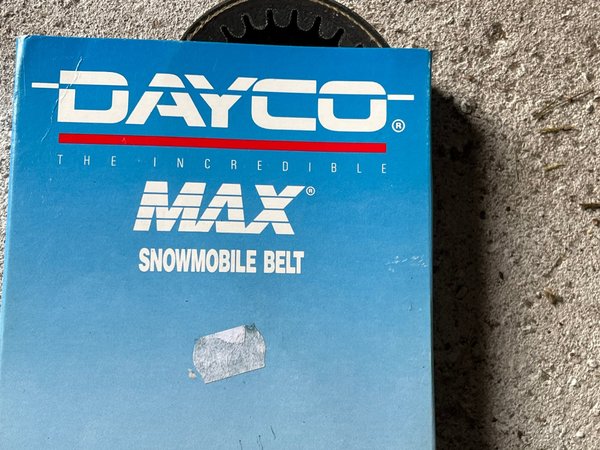 DAYCO®
THE INCREDIBLE
MAX®
SNOWMOBILE BELT